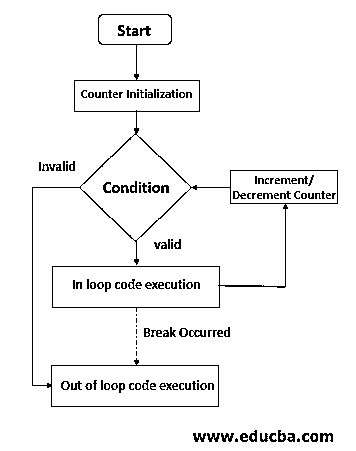 Start
Counter Initialization
Invalid
Condition
Increment/
Decrement Counter
valid
In loop code execution
Break Occurred
Out of loop code execution
www.educba.com